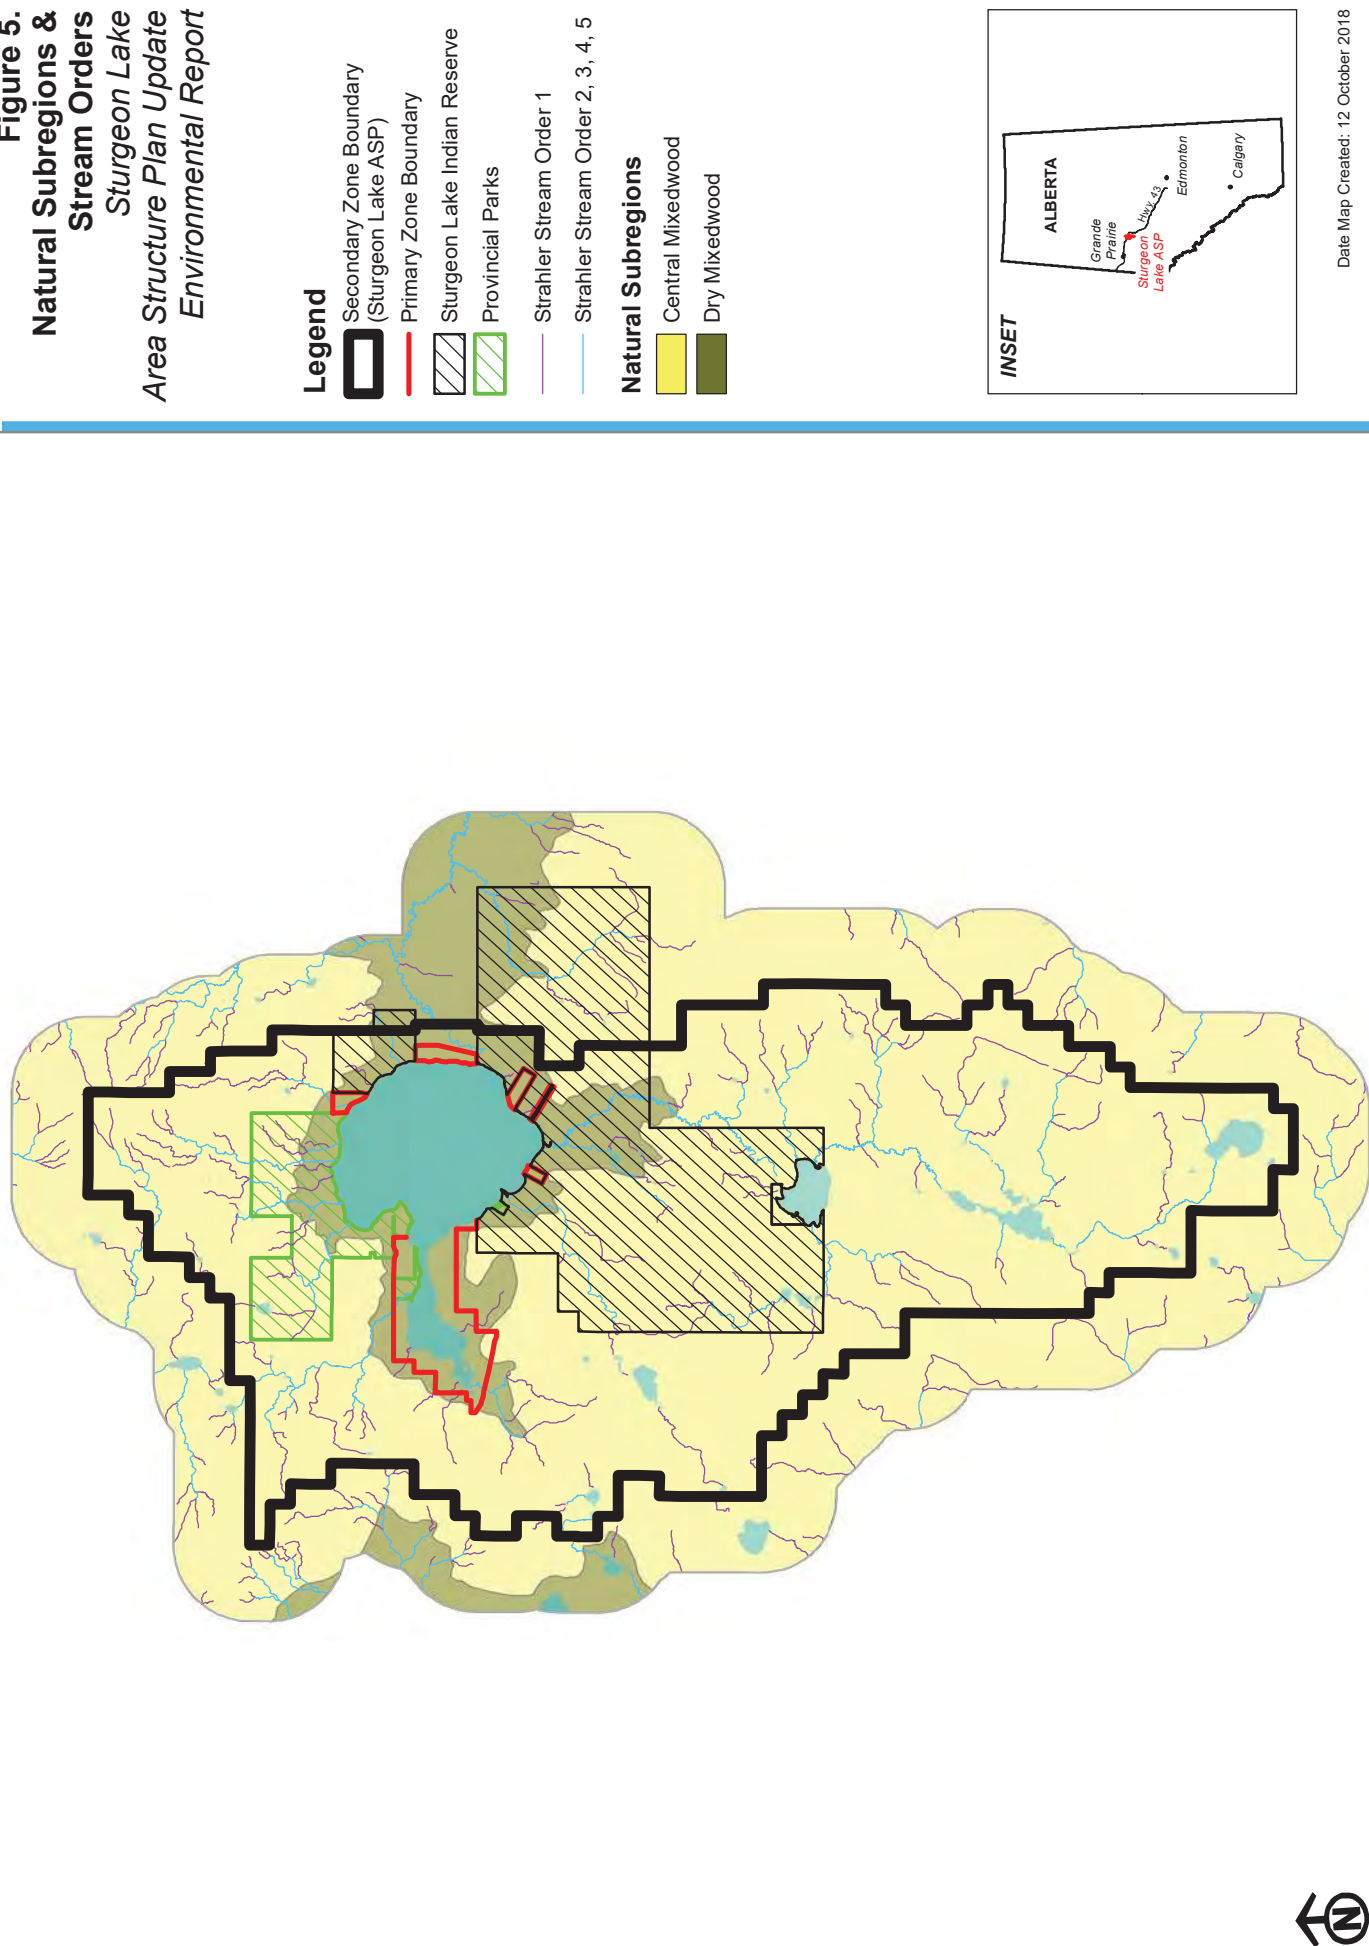 Figure 5.
Natural Subregions &
Stream Orders
Sturgeon Lake
Area Structure Plan Update
Environmental Report
Legend
Secondary Zone Boundary
(Sturgeon Lake ASP)
Primary Zone Boundary
Sturgeon Lake Indian Reserve
Provincial Parks
Strahler Stream Order 1
Strahler Stream Order 2, 3, 4, 5
Natural Subregions
Central Mixedwood
Dry Mixedwood
INSET
ALBERTA
Grande
Prairie
Hwy. 43
Sturgeon
Lake ASP
Edmonton
Calgary
Date Map Created: 12 October 2018
N